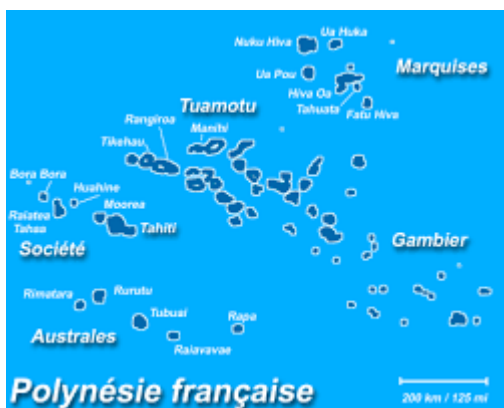 Ua Huka
Nuku Hiva
Marquises
Ua Pou
Hiva Oa
Tahuata
Fatu Hiva
Tuamotu
Rangiroa
Manihi
Tikehau
Bora Bora
Huahine
Moorea
Raiatea
Tahaa
Tahiti
Société
Gambier
Rimatara
Rurutu
Tubuai
Rapa
Australes
Raiavavae
Polynésie française
200 km / 125 mi